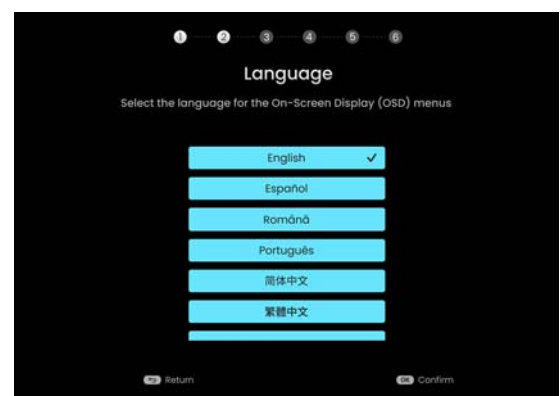 1 2 3 4 5 6
Language
Select the language for the On-Screen Display (OSD) menus
English
Español
Română
Português
简体中文
繁體中文
Return
OK Confirm